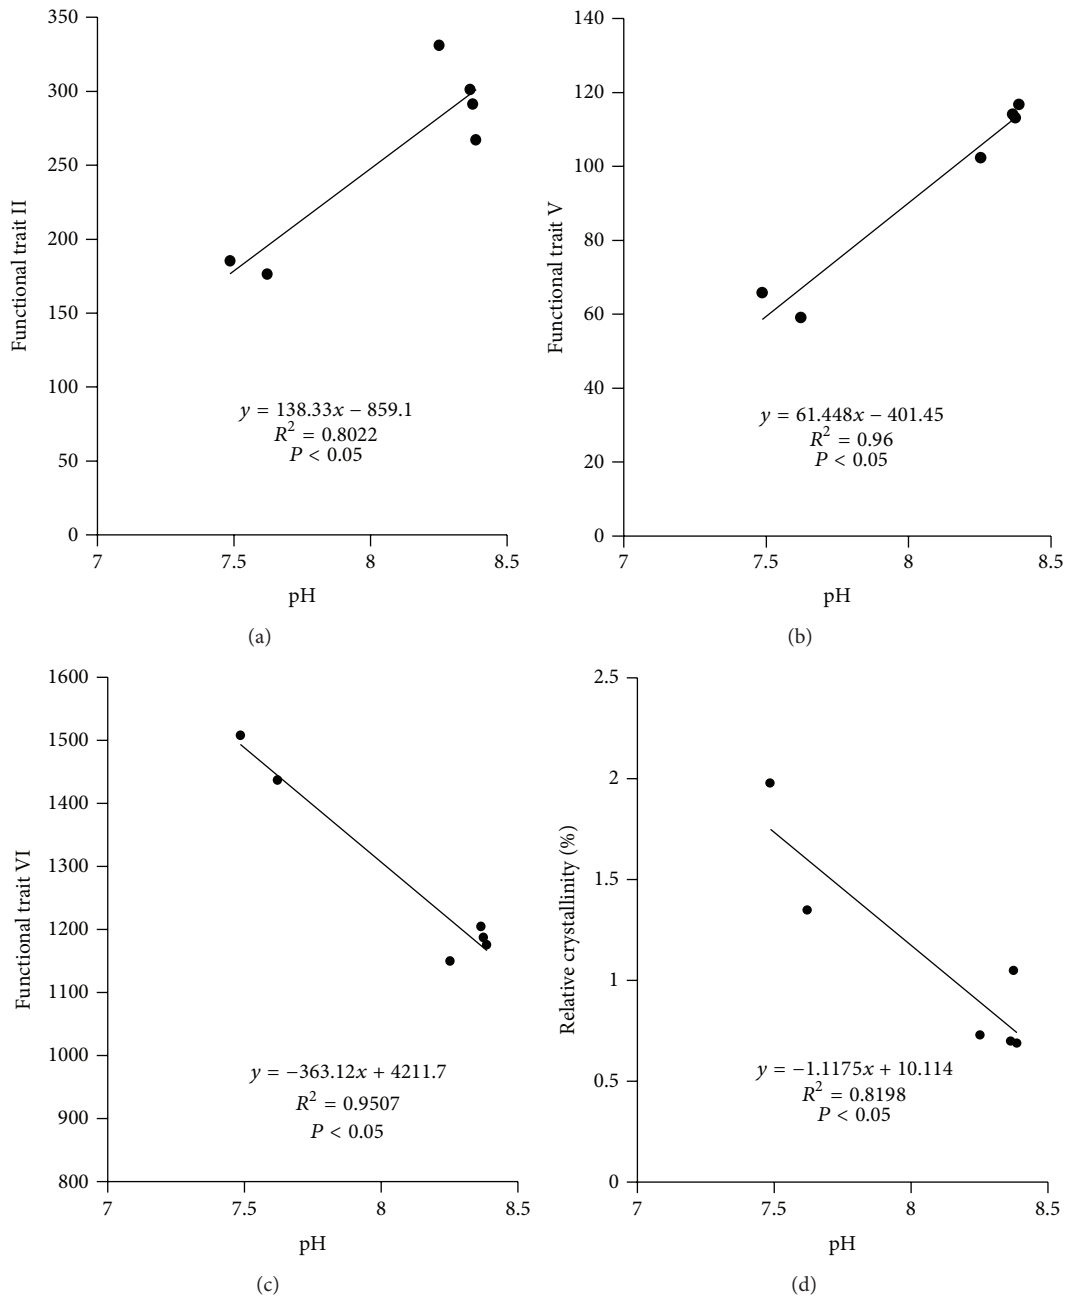 350
300
250
200
150
100
50
0
Functional trait II
y = 138.33x − 859.1
R² = 0.8022
P < 0.05
7 7.5 8 8.5
pH
(a)
140
120
100
80
60
40
20
0
Functional trait V
y = 61.448x − 401.45
R² = 0.96
P < 0.05
7 7.5 8 8.5
pH
(b)
1600
1500
1400
1300
1200
1100
1000
900
800
Functional trait VI
y = −363.12x + 4211.7
R² = 0.9507
P < 0.05
7 7.5 8 8.5
pH
(c)
2.5
2
1.5
1
0.5
0
Relative crystallinity (%)
y = −1.1175x + 10.114
R² = 0.8198
P < 0.05
7 7.5 8 8.5
pH
(d)